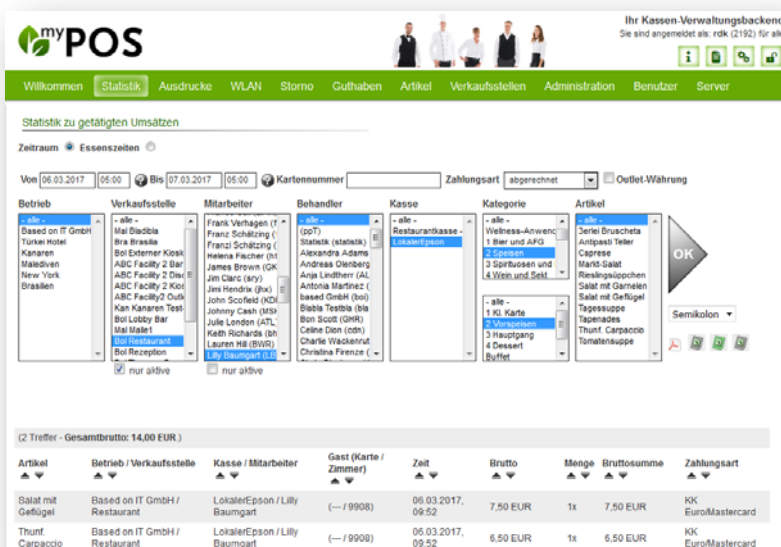 myPOS
Ihr Kassen-Verwaltungsbackend
Sie sind angemeldet als: rdk (2192) für alle
Willkommen Statistik Ausdrucke WLAN Storno Guthaben Artikel Verkaufsstellen Administration Benutzer Server
Statistik zu getätigten Umsätzen
Zeitraum Essenszeiten
Von 06.03.2017 05:00 Bis 07.03.2017 05:00 Kartennummer Zahlungsart abgerechnet Outlet-Währung
Betrieb Verkaufsstelle Mitarbeiter Behandler Kasse Kategorie Artikel
- alle -
Based on IT GmbH
Türkei Hotel
Kanaren
Malediven
New York
Brasilien
- alle -
Mal Bladibla
Bra Brasilia
Bol Externer Kiosk
ABC Facility 2 Bar
ABC Facility 2 Dis
ABC Facility 2 Kio
ABC Facility2 Outl
Kan Kanaren Test
Bol Lobby Bar
Mal Malle1
Bol Restaurant
Bol Rezeption
nur aktive
Frank Verhagen (f
Franz Schätzing (
Franzi Schätzing (
Helena Fischer (hf
James Brown (GK
Jim Clarc (sry)
Jimi Hendrix (jhx)
John Scofield (KDI
Johnny Cash (MSH
Julie London (ATL
Keith Richards (bh
Lauren Hill (BWR)
Lilly Baumgart (LB
nur aktive
- alle -
(ppT)
Statistik (statistik)
Alexandra Adams
Andreas Olenberg
Anja Lindtherr (AL
Antonia Martinez (
based GmbH (boi)
Blabla Testbla (bla
Bon Scott (GHR)
Celine Dion (cdn)
Charlie Wackenrut
Christina Firenze (
- alle -
Restaurantkasse -
LokalerEpson
- alle -
Wellness-Anwend
1 Bier und AFG
2 Speisen
3 Spirituosen und
4 Wein und Sekt
- alle -
1 Kl. Karte
2 Vorspeisen
3 Hauptgang
4 Dessert
Buffet
- alle -
3erlei Bruscheta
Antipasti Teller
Caprese
Markt-Salat
Rieslingsüppchen
Salat mit Garnelen
Salat mit Geflügel
Tagessuppe
Tapenades
Thunf. Carpaccio
Tomatensuppe
OK
Semikolon
(2 Treffer - Gesamtbrutto: 14,00 EUR.)
Artikel Betrieb / Verkaufsstelle Kasse / Mitarbeiter Gast (Karte / Zimmer) Zeit Brutto Menge Bruttosumme Zahlungsart
Salat mit Geflügel Based on IT GmbH / Restaurant LokalerEpson / Lilly Baumgart (--- / 9908) 06.03.2017, 09:52 7,50 EUR 1x 7,50 EUR KK Euro/Mastercard
Thunf. Carpaccio Based on IT GmbH / Restaurant LokalerEpson / Lilly Baumgart (--- / 9908) 06.03.2017, 09:52 6,50 EUR 1x 6,50 EUR KK Euro/Mastercard